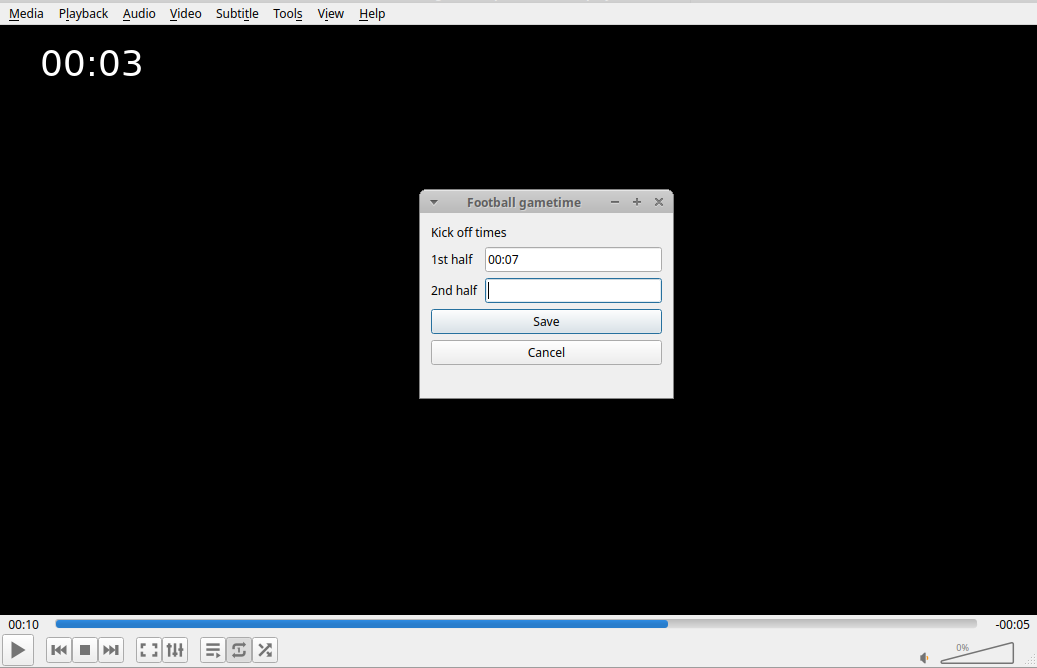 Media Playback Audio Video Subtitle Tools View Help
00:03
Football gametime
Kick off times
1st half 00:07
2nd half
Save
Cancel
00:10 -00:05
0%